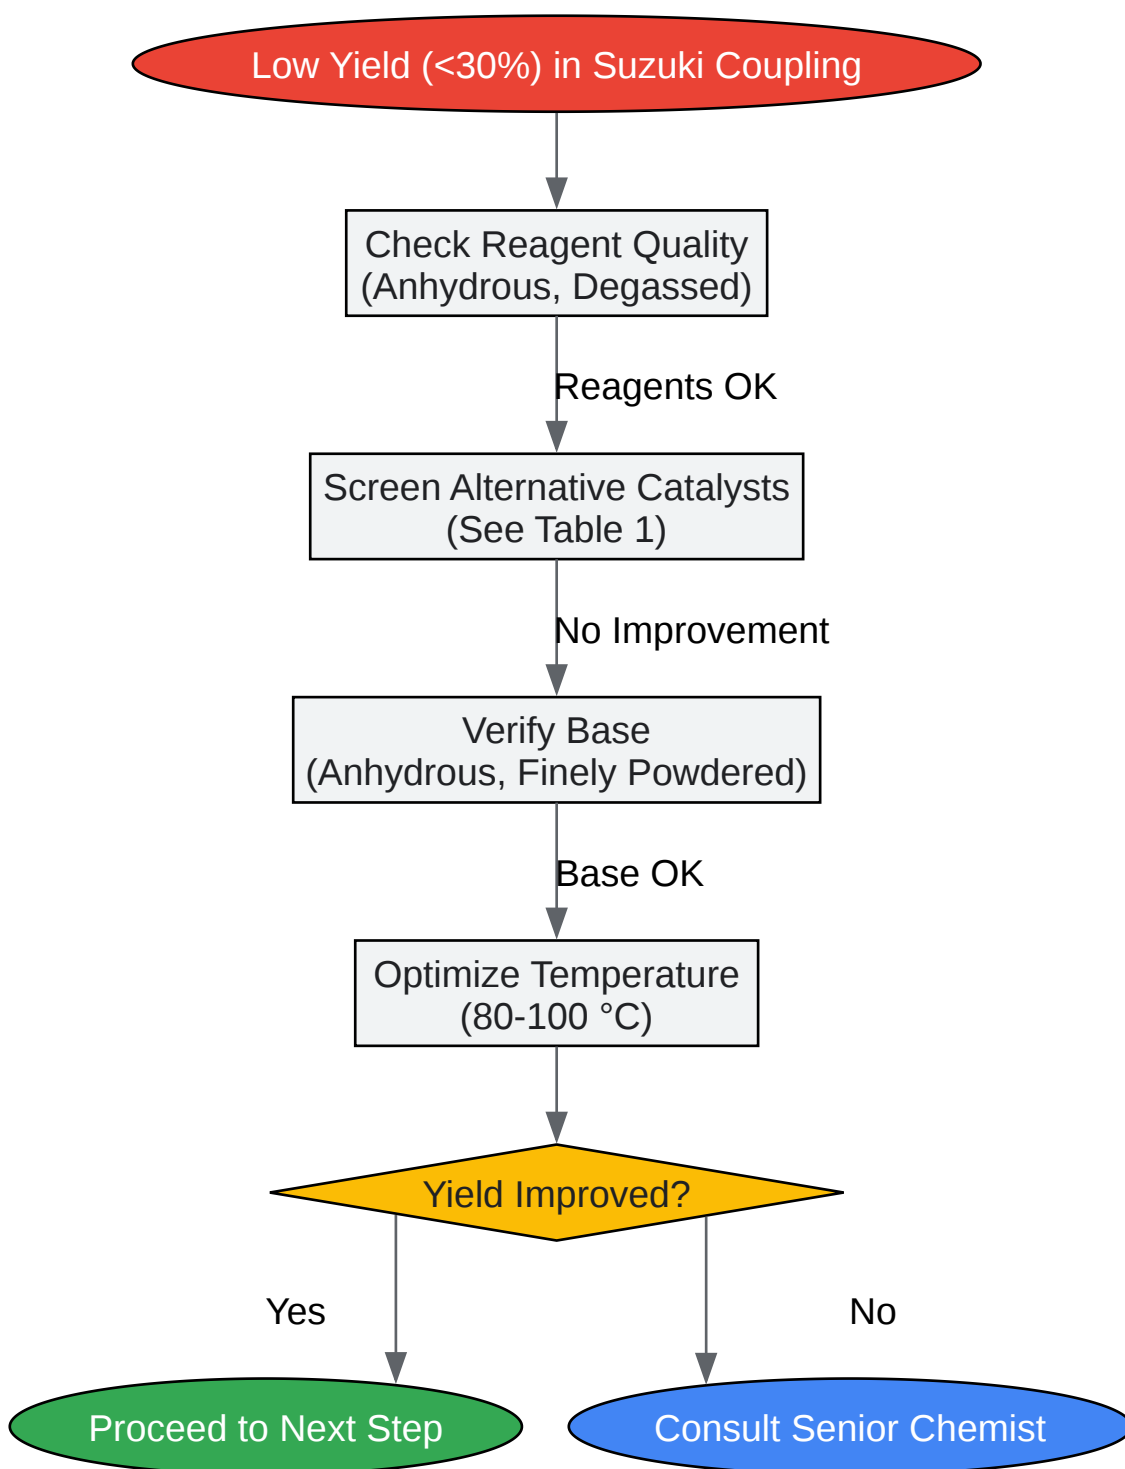 Low Yield (<30%) in Suzuki Coupling
Check Reagent Quality
(Anhydrous, Degassed)
Reagents OK
Screen Alternative Catalysts
(See Table 1)
No Improvement
Verify Base
(Anhydrous, Finely Powdered)
Base OK
Optimize Temperature
(80-100 °C)
Yield Improved?
Yes
No
Proceed to Next Step
Consult Senior Chemist